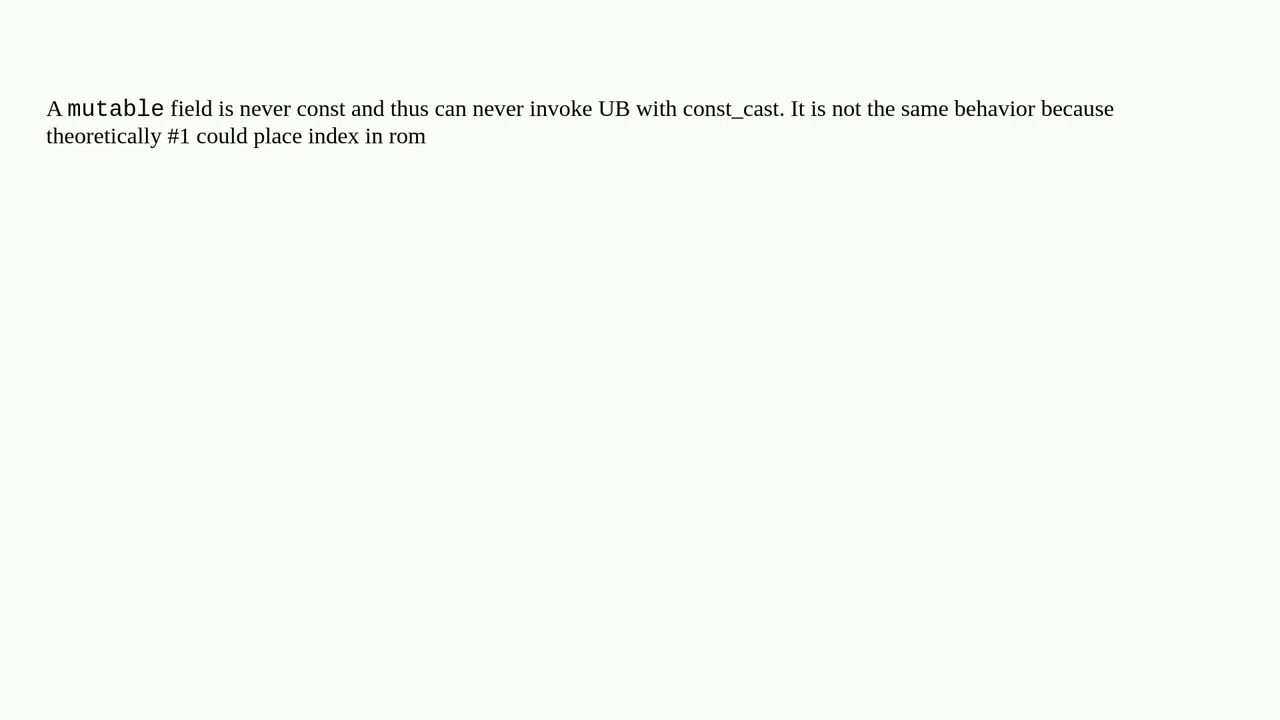 A mutable field is never const and thus can never invoke UB with const_cast. It is not the same behavior because
theoretically #1 could place index in rom